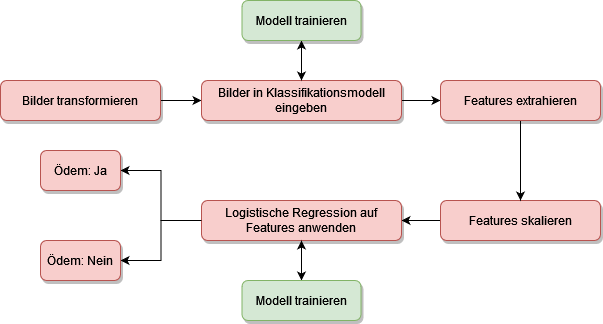 Modell trainieren
Bilder transformieren
Bilder in Klassifikationsmodell
eingeben
Features extrahieren
Ödem: Ja
Logistische Regression auf
Features anwenden
Features skalieren
Ödem: Nein
Modell trainieren